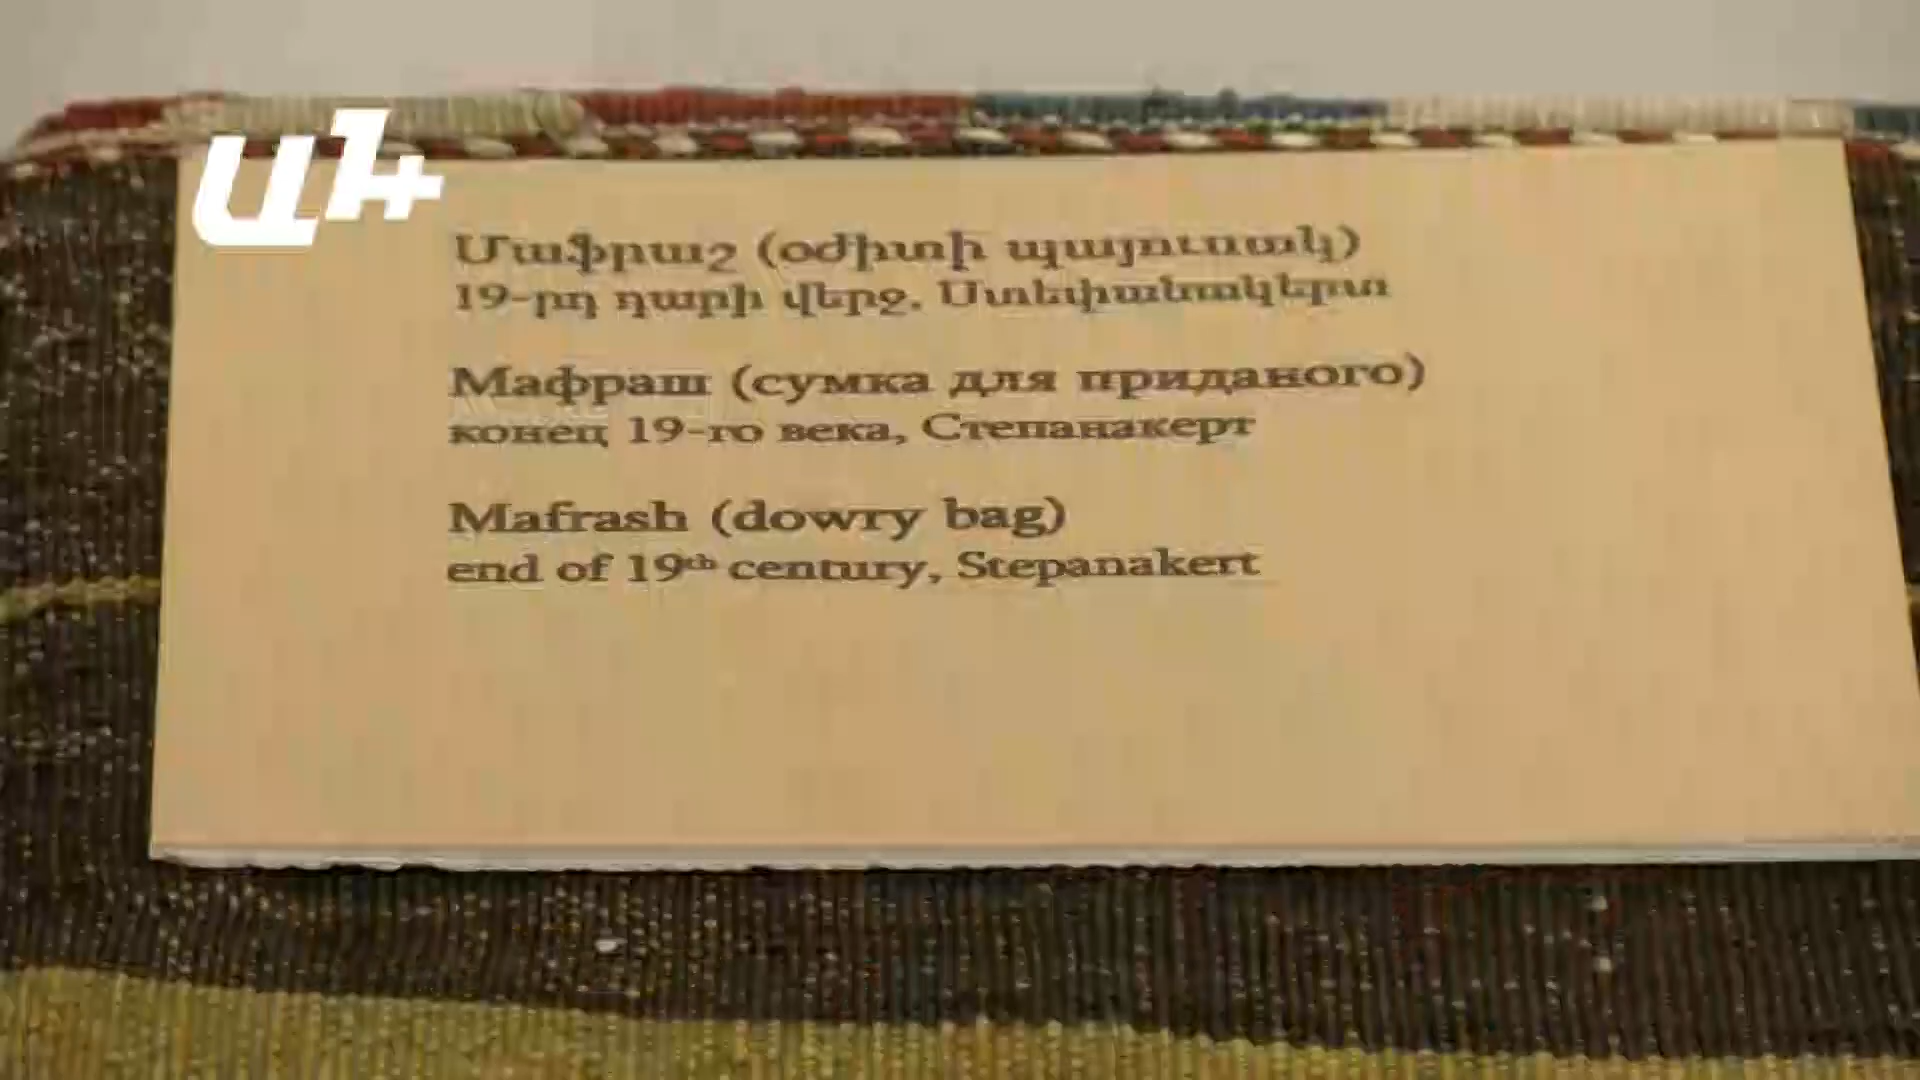 ԱՆ+
Մաֆրաշ (օժիտի պայուսակ)
19-րդ դարի վերջ, Ստեփանակերտ
Мафраш (сумка для приданого)
конец 19-го века, Степанакерт
Mafrash (dowry bag)
end of 19th century, Stepanakert